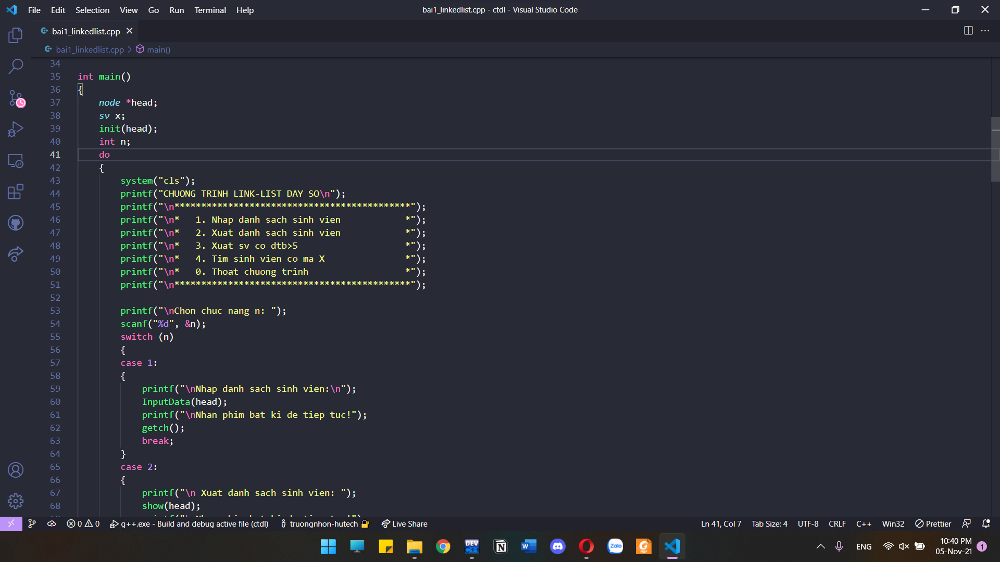 File Edit Selection View Go Run Terminal Help bai1_linkedlist.cpp - ctdl - Visual Studio Code
bai1_linkedlist.cpp
bai1_linkedlist.cpp > main()
34
35 int main()
36 {
37 node *head;
38 sv x;
39 init(head);
40 int n;
41 do
42 {
43 system("cls");
44 printf("CHUONG TRINH LINK-LIST DAY SO\n");
45 printf("\n********************************************");
46 printf("\n* 1. Nhap danh sach sinh vien *");
47 printf("\n* 2. Xuat danh sach sinh vien *");
48 printf("\n* 3. Xuat sv co dtb>5 *");
49 printf("\n* 4. Tim sinh vien co ma X *");
50 printf("\n* 0. Thoat chuong trinh *");
51 printf("\n********************************************");
52
53 printf("\nChon chuc nang n: ");
54 scanf("%d", &n);
55 switch (n)
56 {
57 case 1:
58 {
59 printf("\nNhap danh sach sinh vien:\n");
60 InputData(head);
61 printf("\nNhan phim bat ki de tiep tuc!");
62 getch();
63 break;
64 }
65 case 2:
66 {
67 printf("\n Xuat danh sach sinh vien: ");
68 show(head);
0 0 g++.exe - Build and debug active file (ctdl) truongnhon-hutech Live Share Ln 41, Col 7 Tab Size: 4 UTF-8 CRLF C++ Win32 Prettier
DEV C++ N W Zalo PDF ENG 10:40 PM 1
05-Nov-21